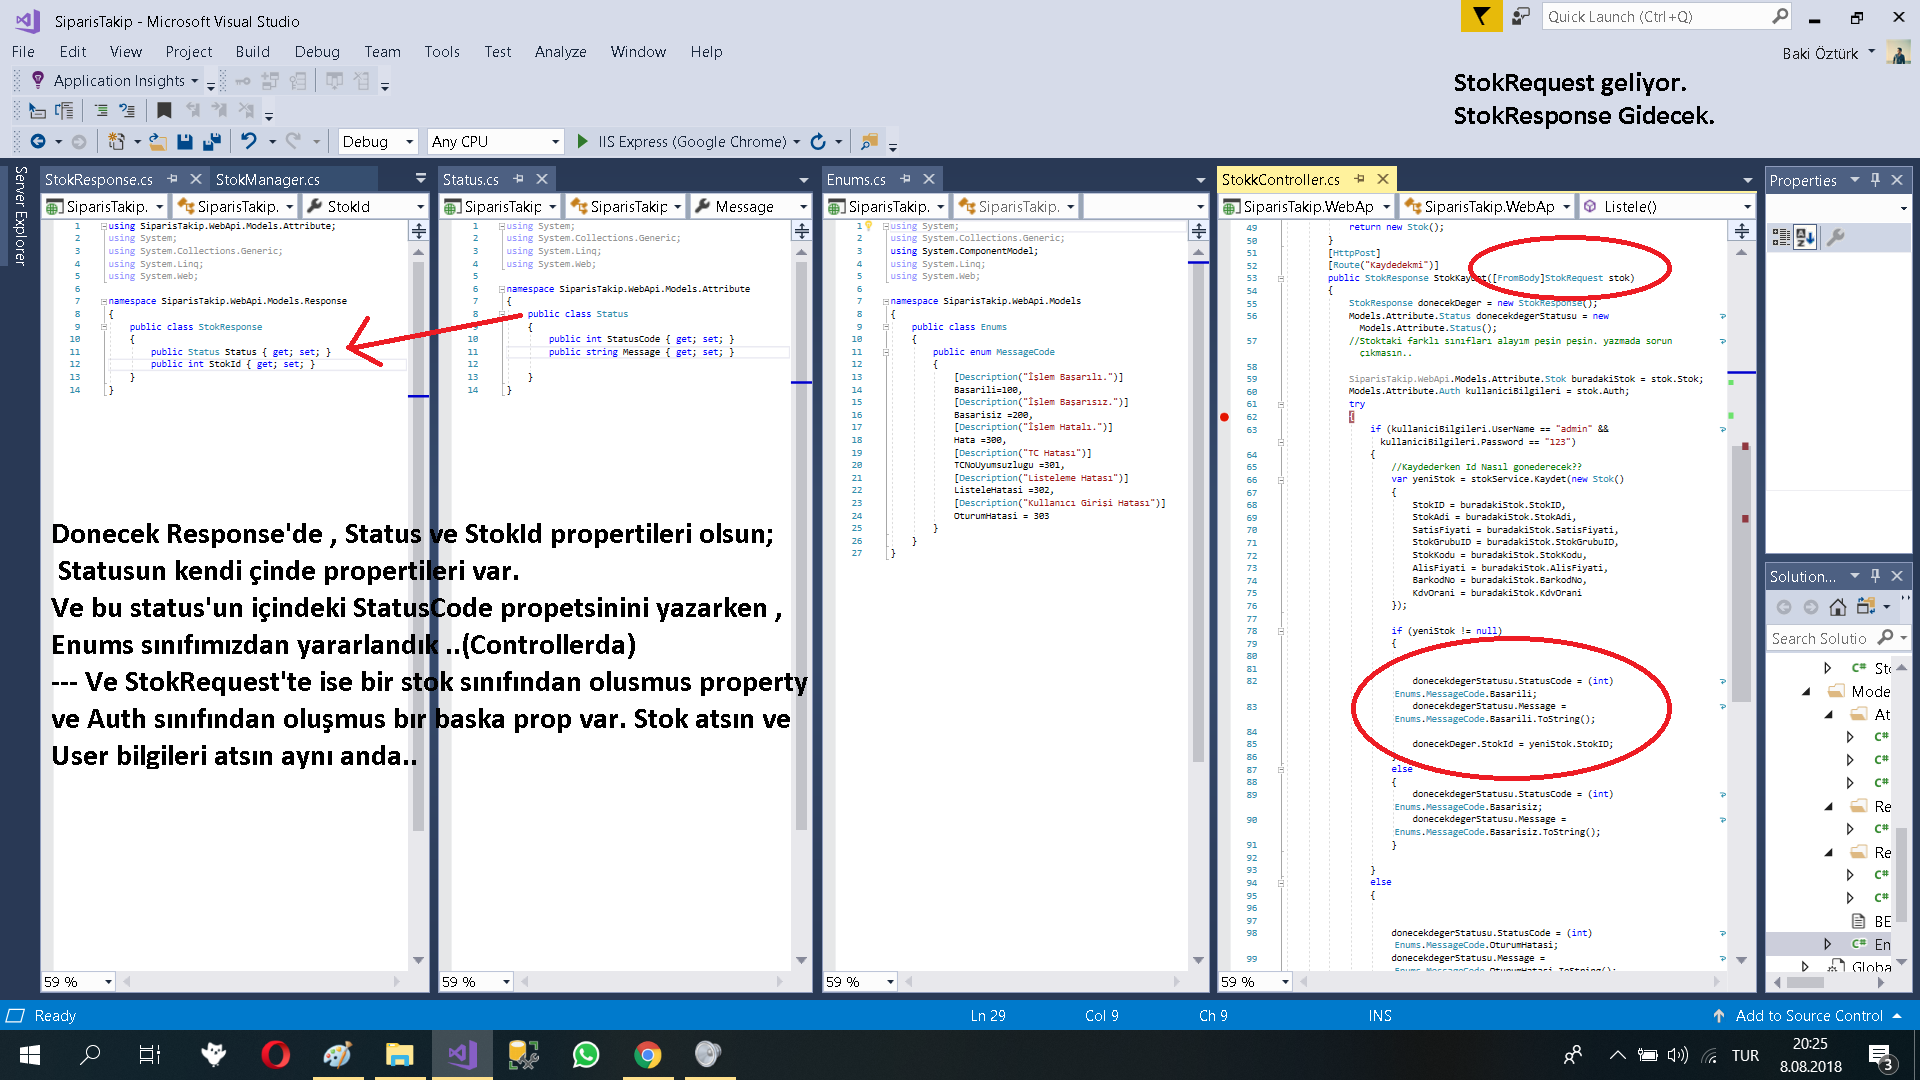 SiparisTakip - Microsoft Visual Studio
Quick Launch (Ctrl+Q)
File Edit View Project Build Debug Team Tools Test Analyze Window Help
Baki Öztürk
Application Insights
StokRequest geliyor.
StokResponse Gidecek.
Debug Any CPU IIS Express (Google Chrome)
Server Explorer
StokResponse.cs StokManager.cs
SiparisTakip. SiparisTakip. StokId
1 using SiparisTakip.WebApi.Models.Attribute;
2 using System;
3 using System.Collections.Generic;
4 using System.Linq;
5 using System.Web;
6
7 namespace SiparisTakip.WebApi.Models.Response
8 {
9 public class StokResponse
10 {
11 public Status Status { get; set; }
12 public int StokId { get; set; }
13 }
14 }
59 %
Status.cs
SiparisTakip SiparisTakip Message
1 using System;
2 using System.Collections.Generic;
3 using System.Linq;
4 using System.Web;
5
6 namespace SiparisTakip.WebApi.Models.Attribute
7 {
8 public class Status
9 {
10 public int StatusCode { get; set; }
11 public string Message { get; set; }
12
13 }
14 }
59 %
Donecek Response'de , Status ve StokId propertileri olsun;
Statusun kendi çinde propertileri var.
Ve bu status'un içindeki StatusCode propetsinini yazarken ,
Enums sınıfımızdan yararlandık ..(Controllerda)
--- Ve StokRequest'te ise bir stok sınıfından olusmus property
ve Auth sınıfından oluşmus bır baska prop var. Stok atsın ve
User bilgileri atsın aynı anda..
Enums.cs
SiparisTakip. SiparisTakip.
1 using System;
2 using System.Collections.Generic;
3 using System.ComponentModel;
4 using System.Linq;
5 using System.Web;
6
7 namespace SiparisTakip.WebApi.Models
8 {
9 public class Enums
10 {
11 public enum MessageCode
12 {
13 [Description("İşlem Başarılı.")]
14 Basarili=100,
15 [Description("İşlem Başarısız.")]
16 Basarisiz =200,
17 [Description("İşlem Hatalı.")]
18 Hata =300,
19 [Description("TC Hatası")]
20 TCNoUyumsuzlugu =301,
21 [Description("Listeleme Hatası")]
22 ListeleHatasi =302,
23 [Description("Kullanıcı Girişi Hatası")]
24 OturumHatasi = 303
25 }
26 }
27 }
59 %
StokkController.cs
SiparisTakip.WebAp SiparisTakip.WebAp Listele()
49 return new Stok();
50 }
51 [HttpPost]
52 [Route("Kaydedekmi")]
53 public StokResponse StokKaydet([FromBody]StokRequest stok)
54 {
55 StokResponse donecekDeger = new StokResponse();
56 Models.Attribute.Status donecekdegerStatusu = new
Models.Attribute.Status();
57 //Stoktaki farklı sınıfları alayım peşin peşin. yazmada sorun
çıkmasın..
58
59 SiparisTakip.WebApi.Models.Attribute.Stok buradakiStok = stok.Stok;
60 Models.Attribute.Auth kullaniciBilgileri = stok.Auth;
61 try
62 {
63 if (kullaniciBilgileri.UserName == "admin" &&
kullaniciBilgileri.Password == "123")
64 {
65 //Kaydederken Id Nasıl gonederecek??
66 var yeniStok = stokService.Kaydet(new Stok()
67 {
68 StokID = buradakiStok.StokID,
69 StokAdi = buradakiStok.StokAdi,
70 SatisFiyati = buradakiStok.SatisFiyati,
71 StokGrubuID = buradakiStok.StokGrubuID,
72 StokKodu = buradakiStok.StokKodu,
73 AlisFiyati = buradakiStok.AlisFiyati,
74 BarkodNo = buradakiStok.BarkodNo,
75 KdvOrani = buradakiStok.KdvOrani
76 });
77
78 if (yeniStok != null)
79 {
80
81
82 donecekdegerStatusu.StatusCode = (int)
Enums.MessageCode.Basarili;
83 donecekdegerStatusu.Message =
Enums.MessageCode.Basarili.ToString();
84
85 donecekDeger.StokId = yeniStok.StokID;
86 }
87 else
88 {
89 donecekdegerStatusu.StatusCode = (int)
Enums.MessageCode.Basarisiz;
90 donecekdegerStatusu.Message =
Enums.MessageCode.Basarisiz.ToString();
91 }
92
93 }
94 else
95 {
96
97
98 donecekdegerStatusu.StatusCode = (int)
Enums.MessageCode.OturumHatasi;
99 donecekdegerStatusu.Message =
Enums.MessageCode.OturumHatasi.ToString();
59 %
Properties
Solution...
Search Solutio
C# Sto
Mode
At
C#
C#
C#
Re
C#
Re
C#
C#
BE
C# En
Globa
Ready Ln 29 Col 9 Ch 9 INS Add to Source Control
TUR
20:25
8.08.2018
3